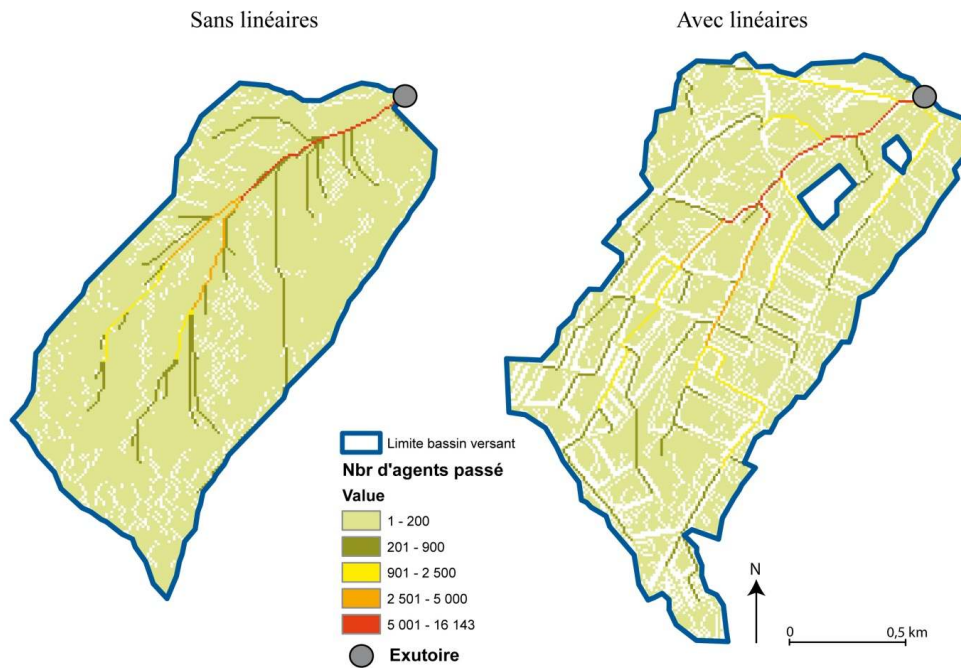 Sans linéaires
Avec linéaires
Limite bassin versant
Nbr d'agents passé
Value
1 - 200
201 - 900
901 - 2 500
2 501 - 5 000
5 001 - 16 143
Exutoire
N
0 0,5 km